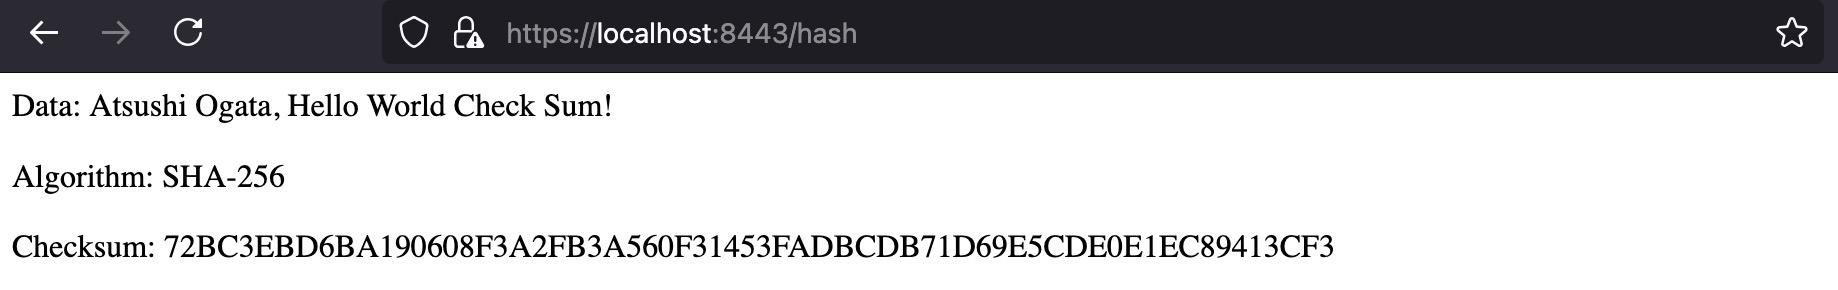 https://localhost:8443/hash
Data: Atsushi Ogata, Hello World Check Sum!
Algorithm: SHA-256
Checksum: 72BC3EBD6BA190608F3A2FB3A560F31453FADBCDB71D69E5CDE0E1EC89413CF3